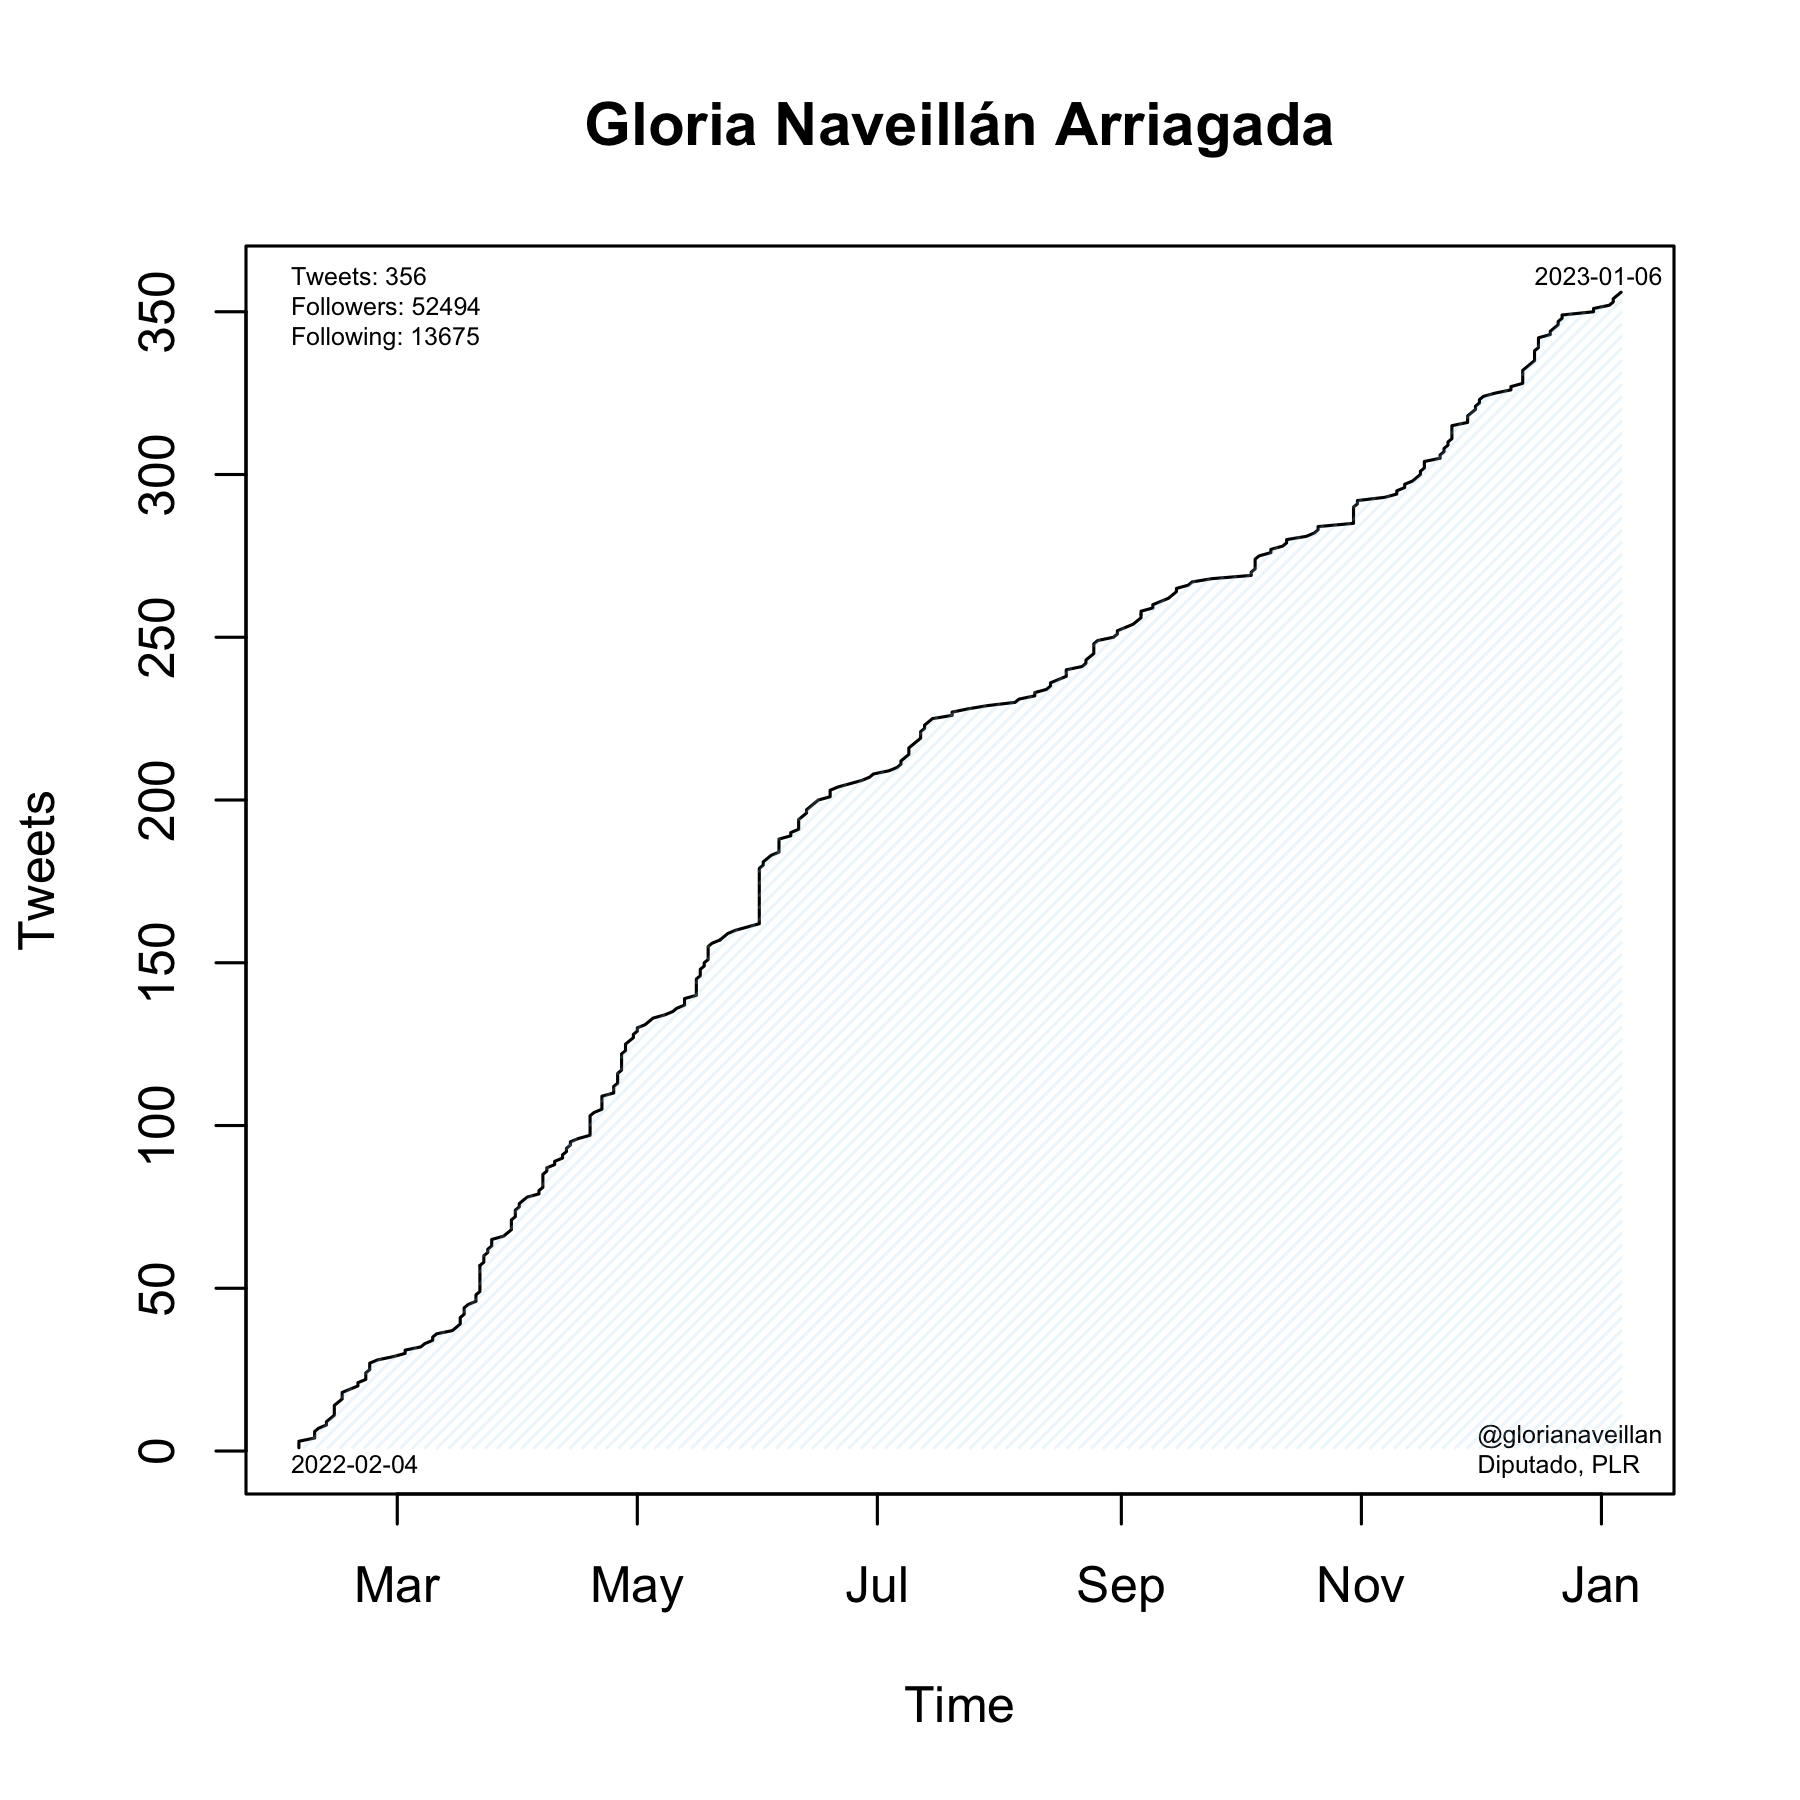 Gloria Naveillán Arriagada
Tweets: 356
Followers: 52494
Following: 13675
2023-01-06
350
300
250
200
150
100
50
0
Tweets
@glorianaveillan
Diputado, PLR
2022-02-04
Mar May Jul Sep Nov Jan
Time